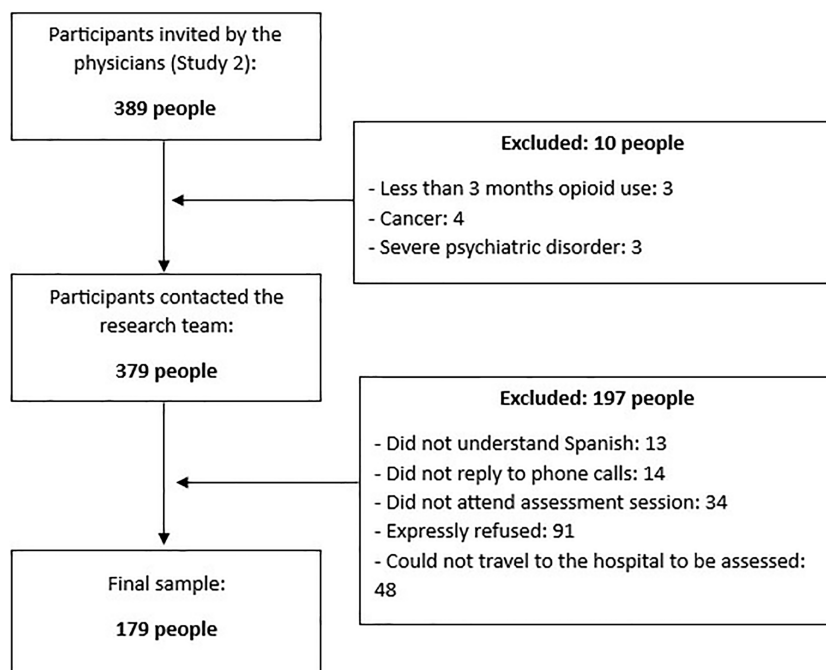 Participants invited by the
physicians (Study 2):
389 people
Excluded: 10 people
- Less than 3 months opioid use: 3
- Cancer: 4
- Severe psychiatric disorder: 3
Participants contacted the
research team:
379 people
Excluded: 197 people
- Did not understand Spanish: 13
- Did not reply to phone calls: 14
- Did not attend assessment session: 34
- Expressly refused: 91
- Could not travel to the hospital to be assessed:
48
Final sample:
179 people